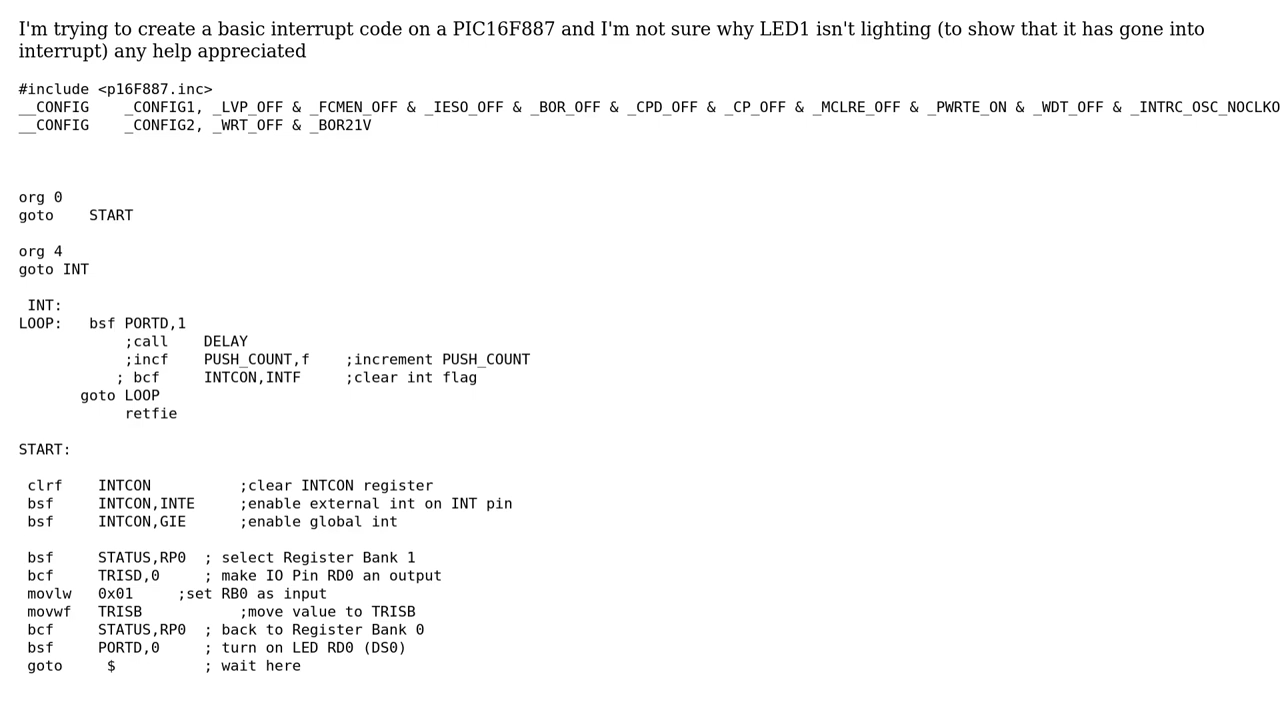 I'm trying to create a basic interrupt code on a PIC16F887 and I'm not sure why LED1 isn't lighting (to show that it has gone into
interrupt) any help appreciated
#include <p16F887.inc>
__CONFIG    _CONFIG1, _LVP_OFF & _FCMEN_OFF & _IESO_OFF & _BOR_OFF & _CPD_OFF & _CP_OFF & _MCLRE_OFF & _PWRTE_ON & _WDT_OFF & _INTRC_OSC_NOCLKO
__CONFIG    _CONFIG2, _WRT_OFF & _BOR21V
org 0
goto    START
org 4
goto INT
 INT:
LOOP:   bsf PORTD,1
            ;call    DELAY
            ;incf    PUSH_COUNT,f    ;increment PUSH_COUNT
           ; bcf     INTCON,INTF     ;clear int flag
       goto LOOP
            retfie
START:
 clrf    INTCON          ;clear INTCON register
 bsf     INTCON,INTE     ;enable external int on INT pin
 bsf     INTCON,GIE      ;enable global int
 bsf     STATUS,RP0  ; select Register Bank 1
 bcf     TRISD,0     ; make IO Pin RD0 an output
 movlw   0x01     ;set RB0 as input
 movwf   TRISB           ;move value to TRISB
 bcf     STATUS,RP0  ; back to Register Bank 0
 bsf     PORTD,0     ; turn on LED RD0 (DS0)
 goto     $          ; wait here